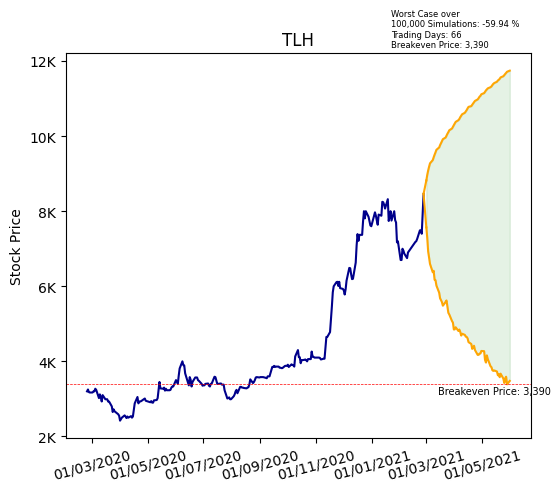 Worst Case over
100,000 Simulations: -59.94 %
Trading Days: 66
Breakeven Price: 3,390
TLH
12K
10K
8K
6K
4K
2K
Stock Price
Breakeven Price: 3,390
01/03/2020
01/05/2020
01/07/2020
01/09/2020
01/11/2020
01/01/2021
01/03/2021
01/05/2021